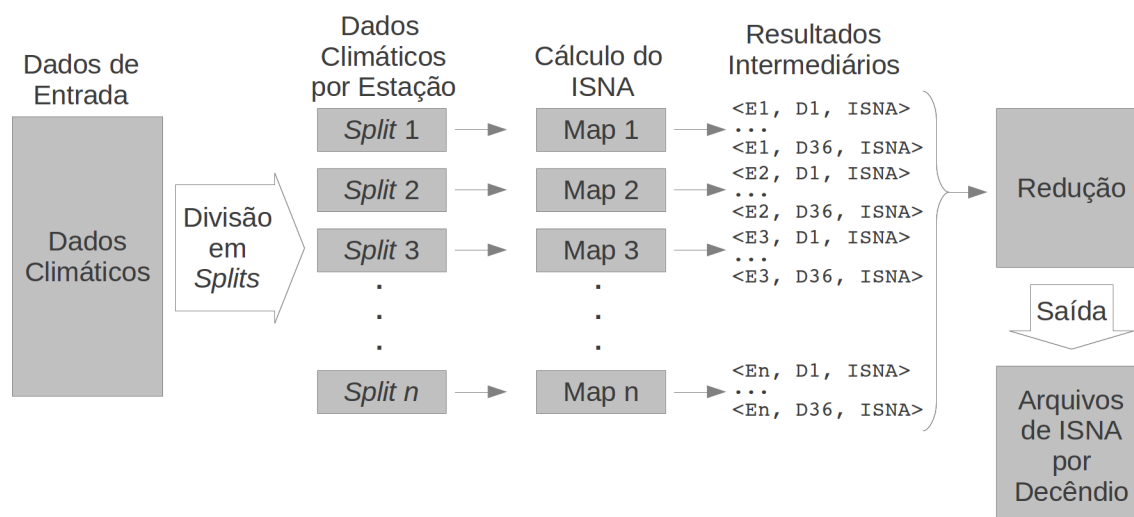 Dados de
Entrada
Dados
Climáticos
Divisão
em
Splits
Dados
Climáticos
por Estação
Split 1
Split 2
Split 3
.
.
.
Split n
Cálculo do
ISNA
Map 1
Map 2
Map 3
.
.
.
Map n
Resultados
Intermediários
<E1, D1, ISNA>
...
<E1, D36, ISNA>
<E2, D1, ISNA>
...
<E2, D36, ISNA>
<E3, D1, ISNA>
...
<E3, D36, ISNA>
<En, D1, ISNA>
...
<En, D36, ISNA>
Redução
Saída
Arquivos
de ISNA
por
Decêndio